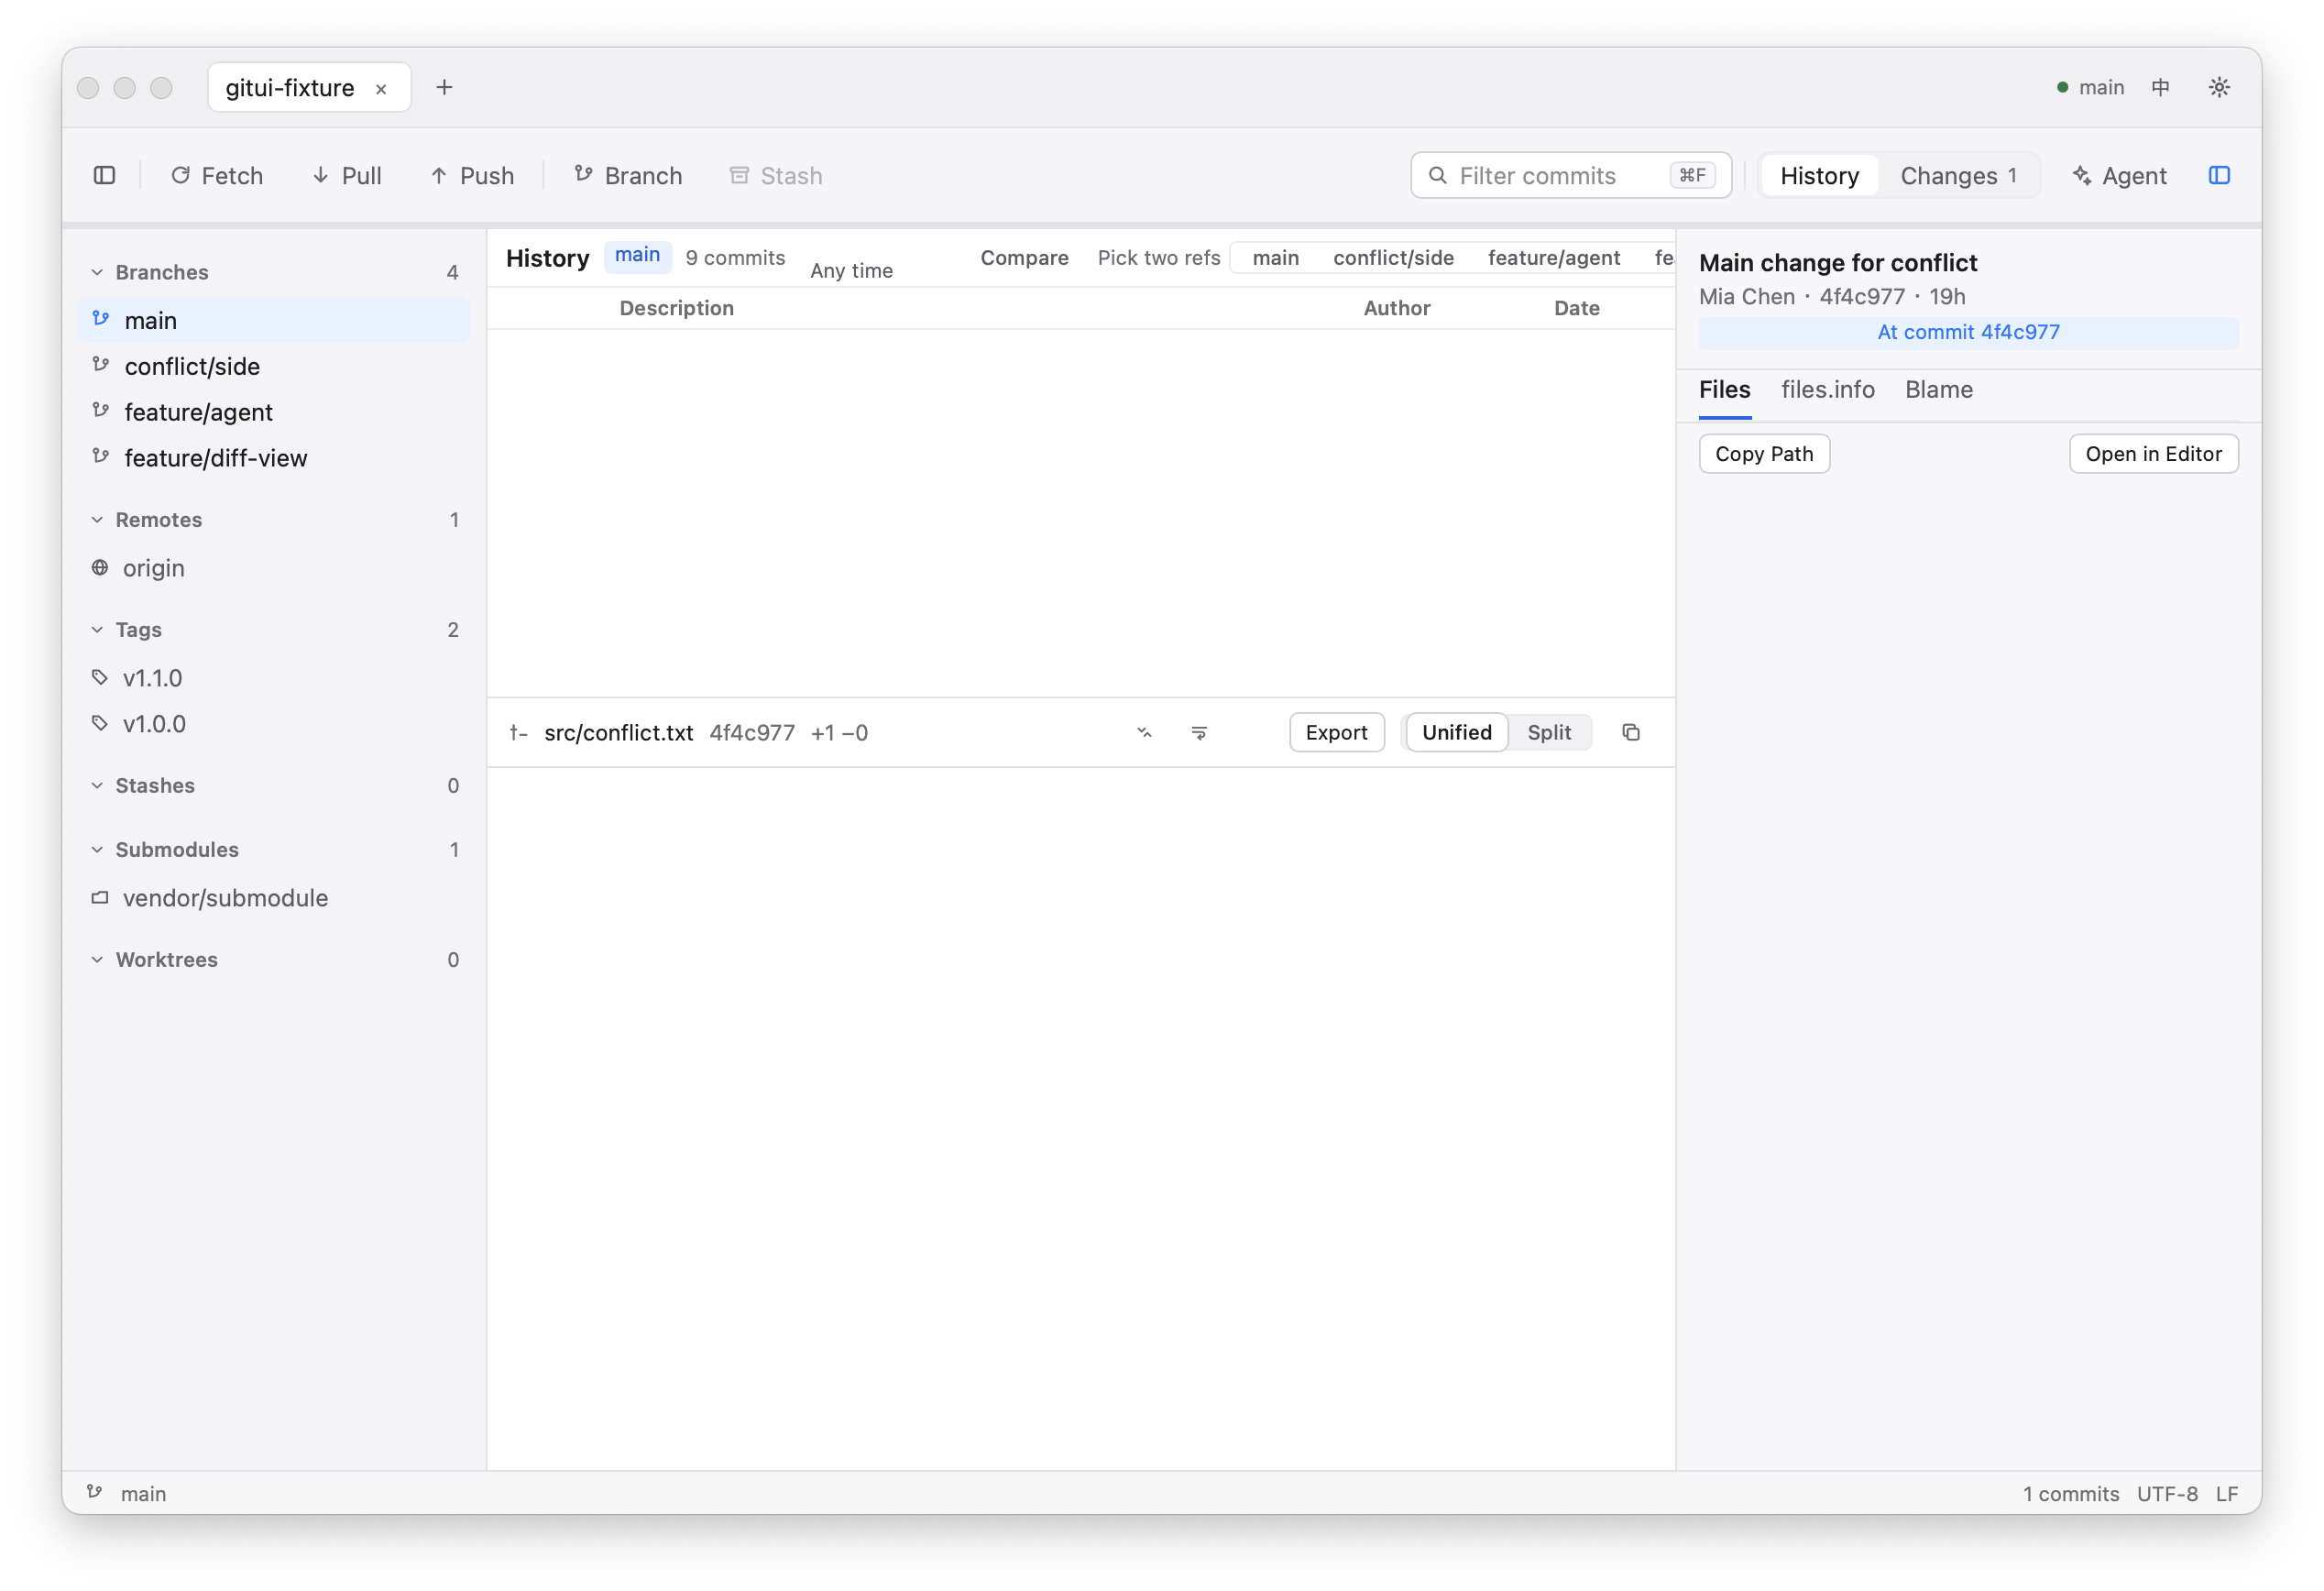 gitui-fixture ×
main 中
Fetch Pull Push Branch Stash
Filter commits ⌘F
History Changes 1 Agent
Branches 4
main
conflict/side
feature/agent
feature/diff-view
Remotes 1
origin
Tags 2
v1.1.0
v1.0.0
Stashes 0
Submodules 1
vendor/submodule
Worktrees 0
History main 9 commits Any time Compare Pick two refs main conflict/side feature/agent fe
Description Author Date
src/conflict.txt 4f4c977 +1 −0 Export Unified Split
Main change for conflict
Mia Chen · 4f4c977 · 19h
At commit 4f4c977
Files files.info Blame
Copy Path Open in Editor
main
1 commits UTF-8 LF